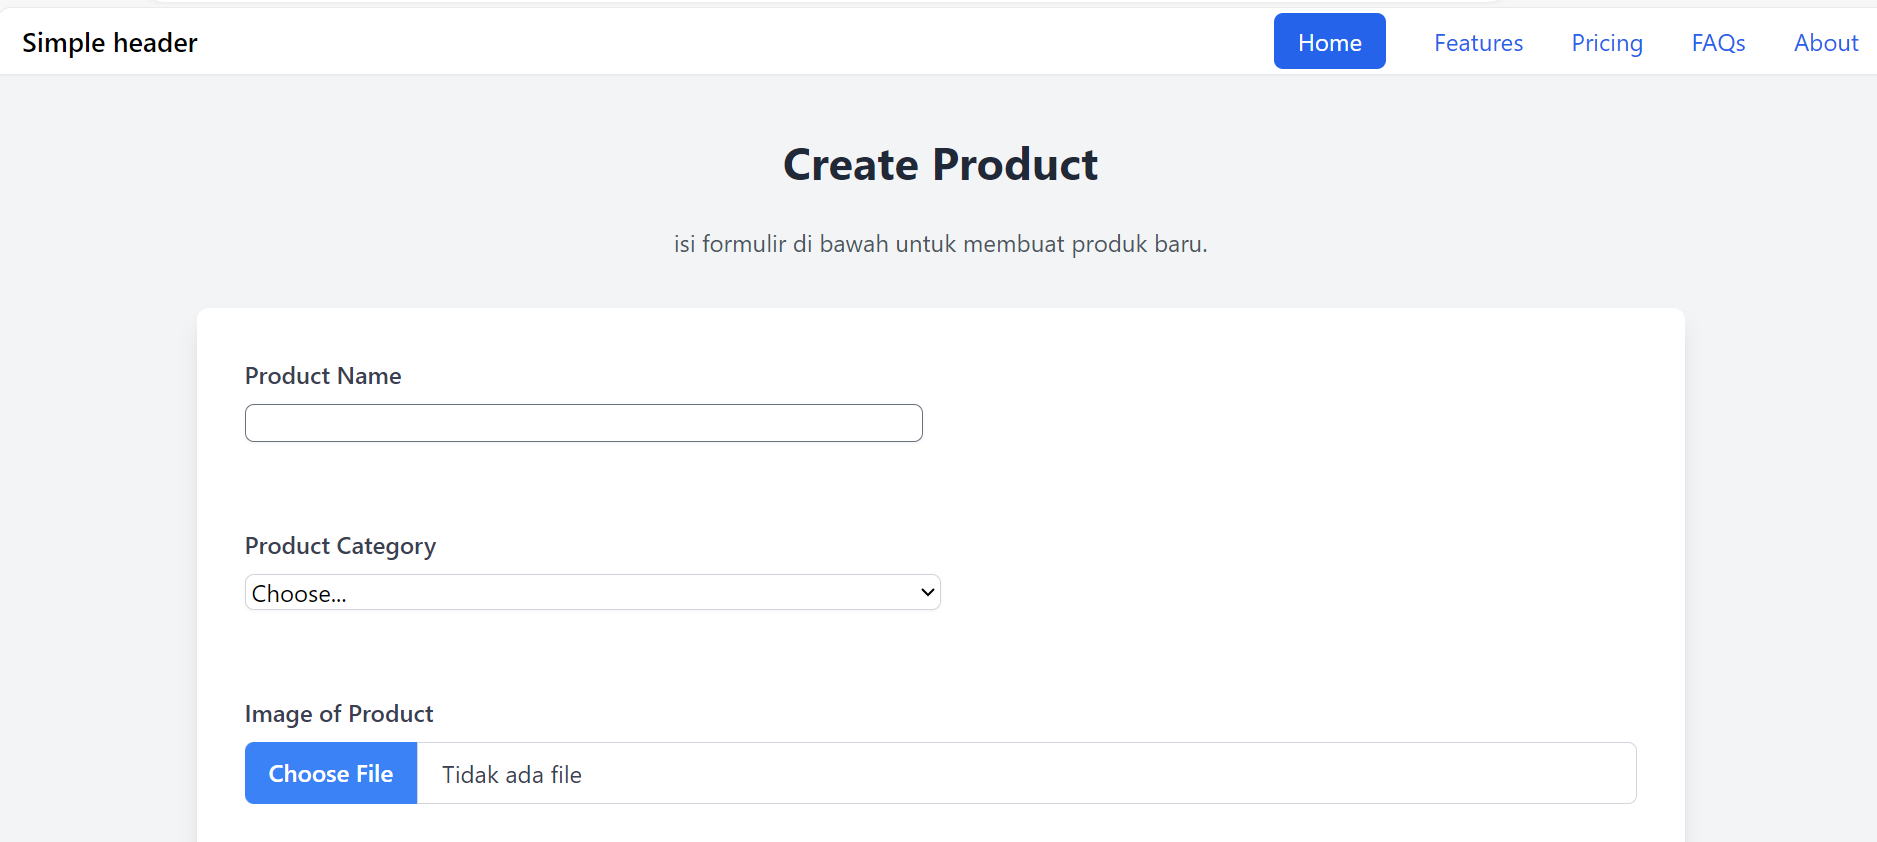 Simple header
Home
Features
Pricing
FAQs
About
Create Product
isi formulir di bawah untuk membuat produk baru.
Product Name
Product Category
Choose...
Image of Product
Choose File
Tidak ada file